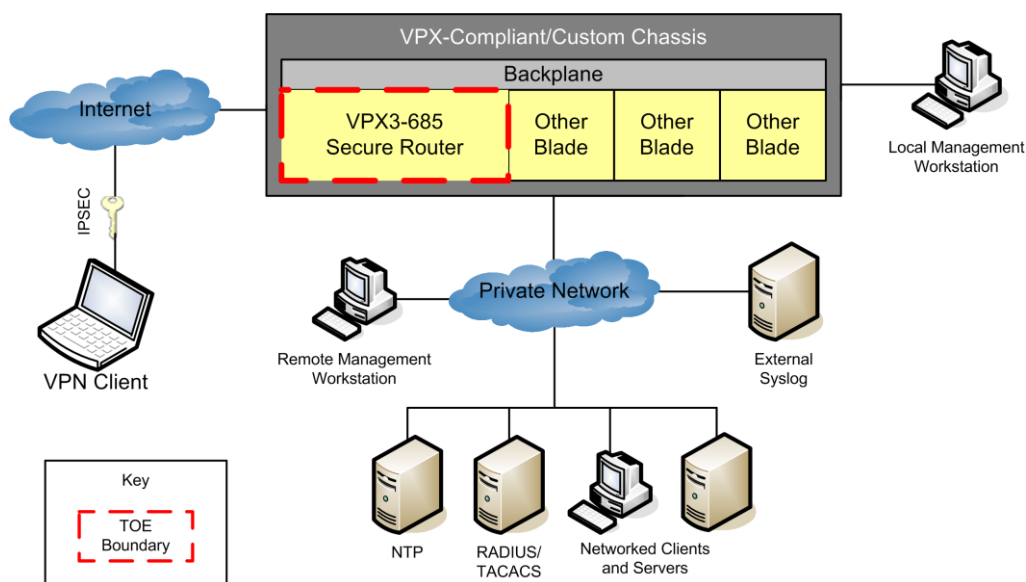 VPX-Compliant/Custom Chassis
Backplane
Internet
VPX3-685
Secure Router
Other
Blade
Other
Blade
Other
Blade
Local Management
Workstation
IPSEC
VPN Client
Private Network
Remote Management
Workstation
External
Syslog
Key
TOE
Boundary
NTP
RADIUS/
TACACS
Networked Clients
and Servers